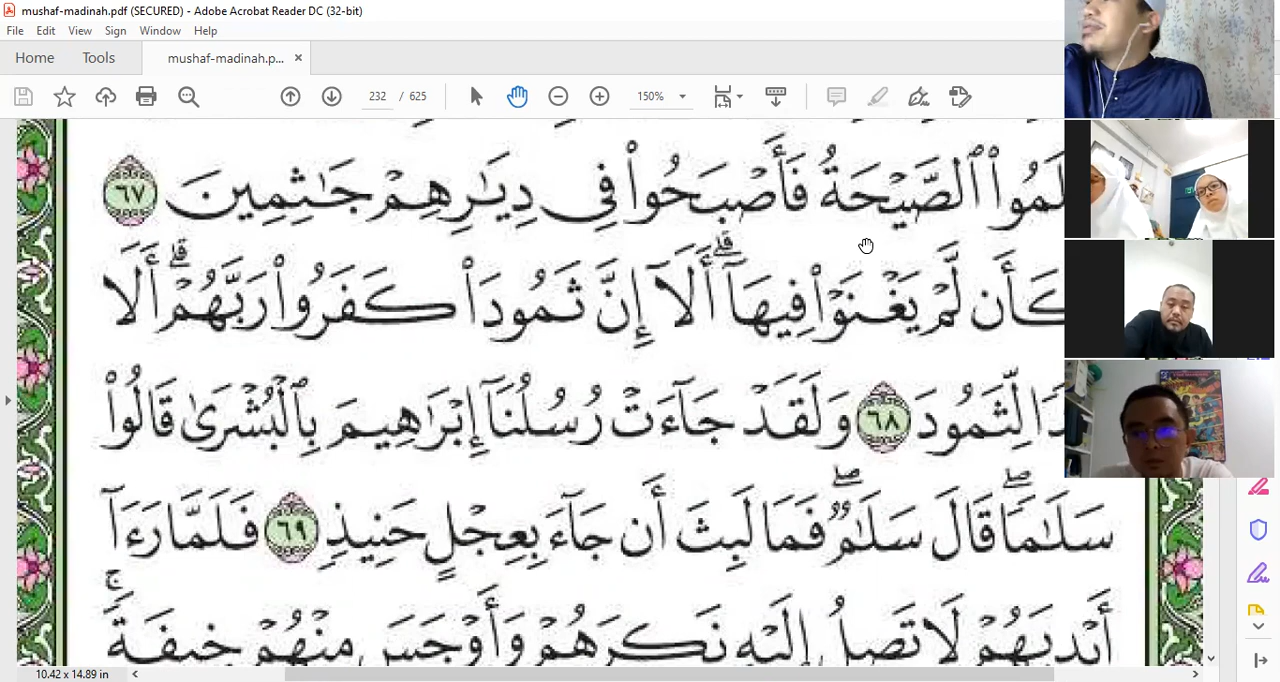 mushaf-madinah.pdf (SECURED) - Adobe Acrobat Reader DC (32-bit)
File Edit View Sign Window Help
Home Tools mushaf-madinah.p... ×
232 / 625 150%
ٱلصَّيْحَةُ فَأَصْبَحُوا۟ فِى دِيَـٰرِهِمْ جَـٰثِمِينَ ٦٧
كَأَن لَّمْ يَغْنَوْا۟ فِيهَآ ۗ أَلَآ إِنَّ ثَمُودَا۟ كَفَرُوا۟ رَبَّهُمْ ۗ أَلَا
لِّثَمُودَ ٦٨ وَلَقَدْ جَآءَتْ رُسُلُنَآ إِبْرَٰهِيمَ بِٱلْبُشْرَىٰ قَالُوا۟
سَلَـٰمًا ۖ قَالَ سَلَـٰمٌ ۖ فَمَا لَبِثَ أَن جَآءَ بِعِجْلٍ حَنِيذٍ ٦٩ فَلَمَّا رَءَآ
أَيْدِيَهُمْ لَا تَصِلُ إِلَيْهِ نَكِرَهُمْ وَأَوْجَسَ مِنْهُمْ خِيفَةً ۚ
10.42 x 14.89 in